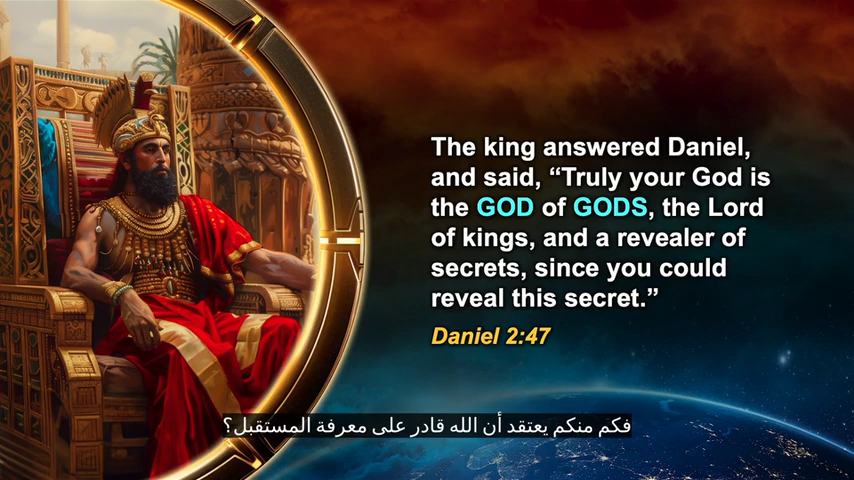 The king answered Daniel,
and said, “Truly your God is
the GOD of GODS, the Lord
of kings, and a revealer of
secrets, since you could
reveal this secret.”
Daniel 2:47
فكم منكم يعتقد أن الله قادر على معرفة المستقبل؟